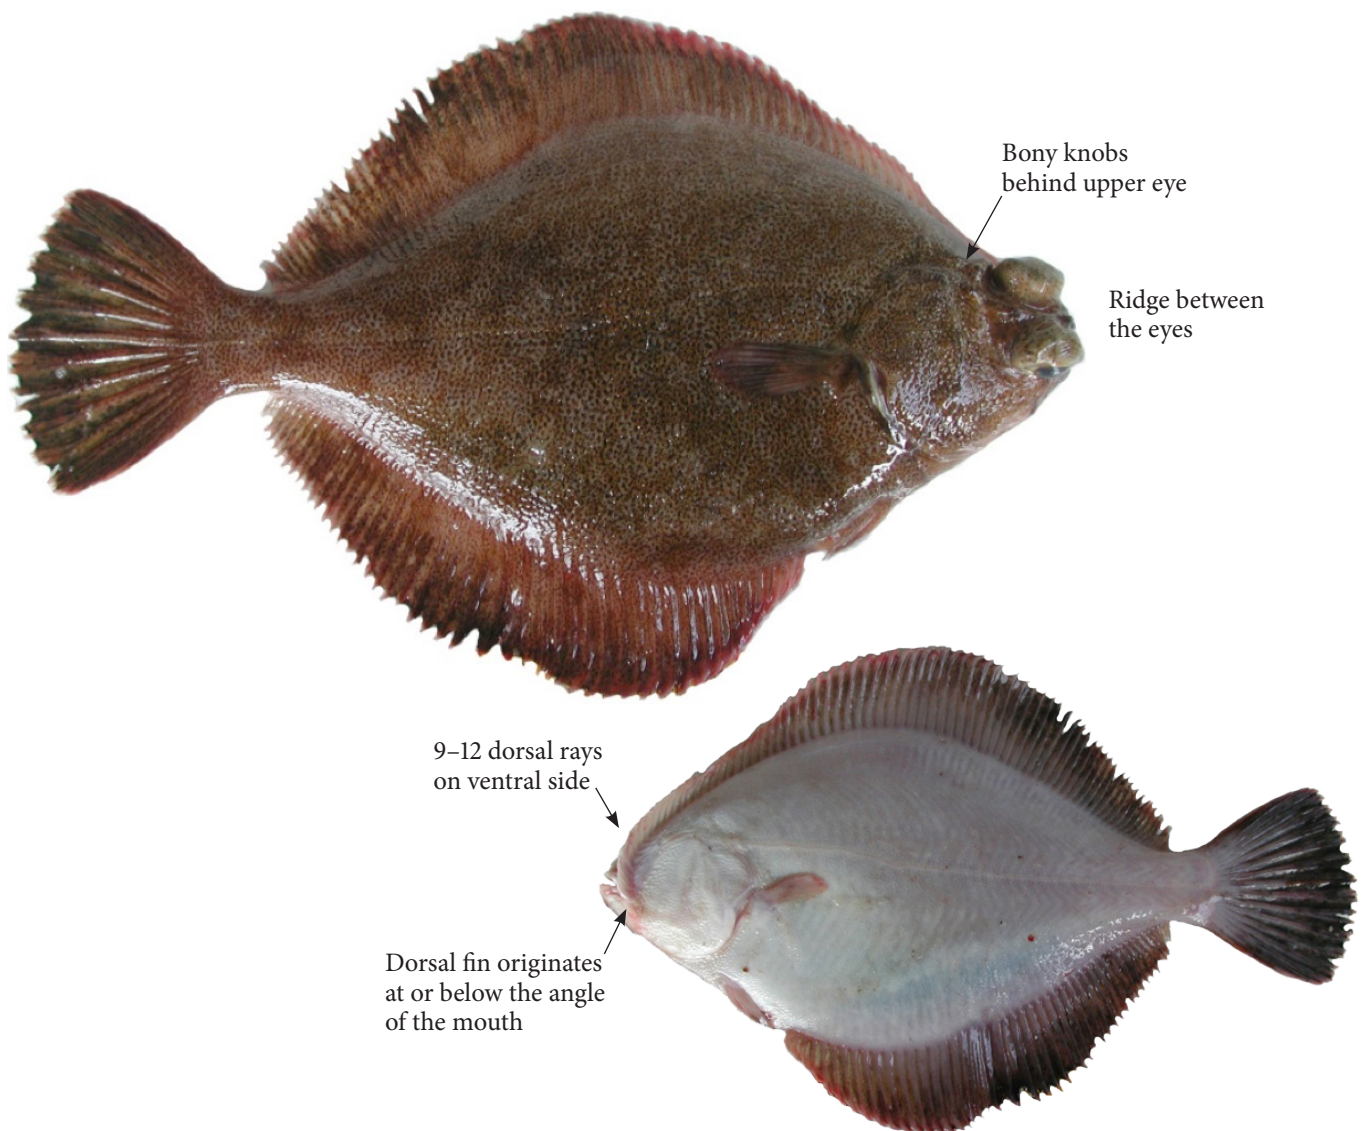 Bony knobs
behind upper eye
Ridge between
the eyes
9–12 dorsal rays
on ventral side
Dorsal fin originates
at or below the angle
of the mouth